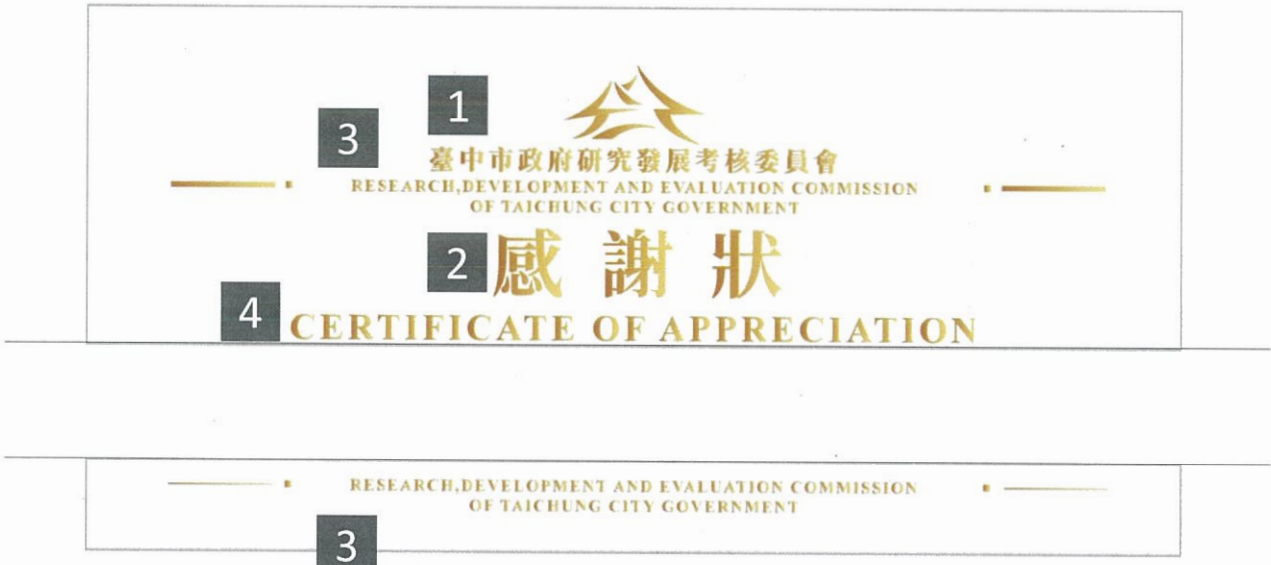 1
3
臺中市政府研究發展考核委員會
RESEARCH,DEVELOPMENT AND EVALUATION COMMISSION
OF TAICHUNG CITY GOVERNMENT
2
感謝狀
4
CERTIFICATE OF APPRECIATION
RESEARCH,DEVELOPMENT AND EVALUATION COMMISSION
OF TAICHUNG CITY GOVERNMENT
3